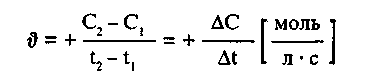 ϑ = + (C₂ − C₁)/(t₂ − t₁) = + ΔC/Δt [моль/(л · с)]